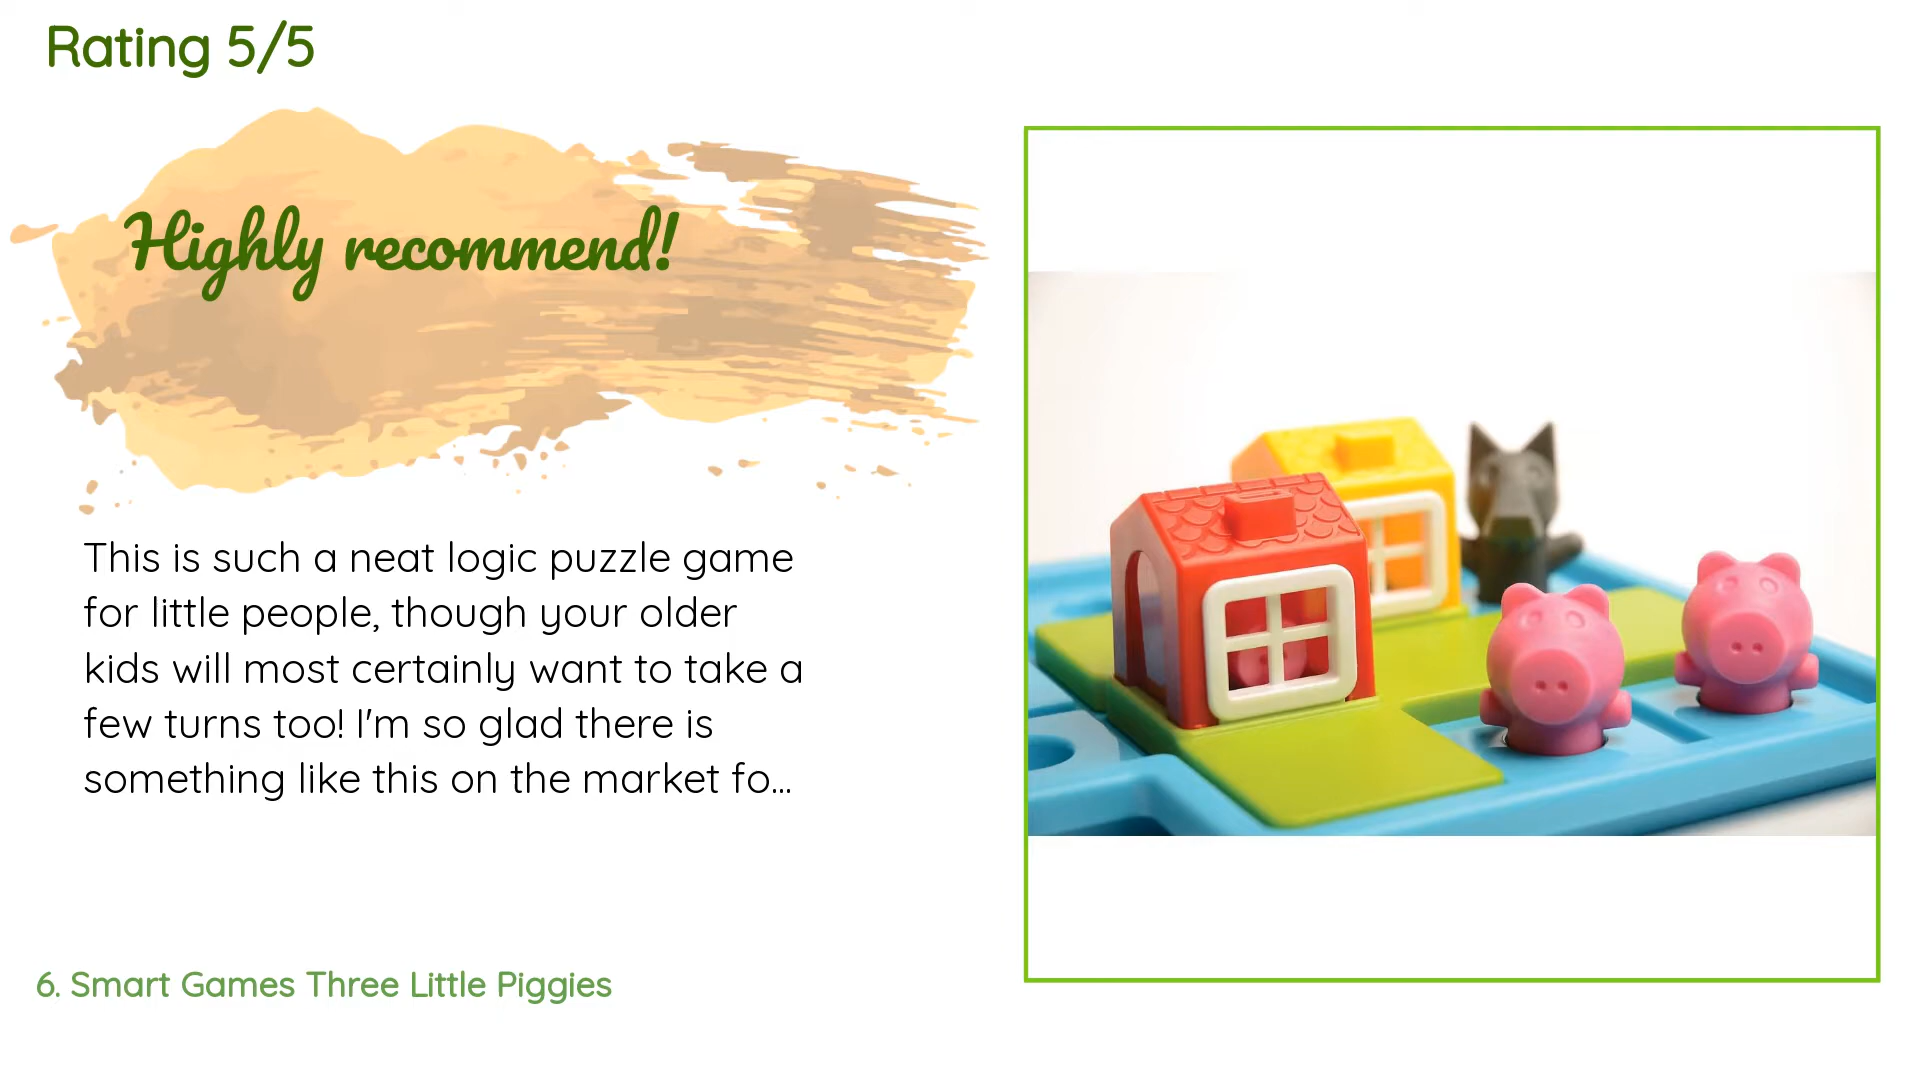 Rating 5/5
Highly recommend!
This is such a neat logic puzzle game
for little people, though your older
kids will most certainly want to take a
few turns too! I'm so glad there is
something like this on the market fo...
6. Smart Games Three Little Piggies